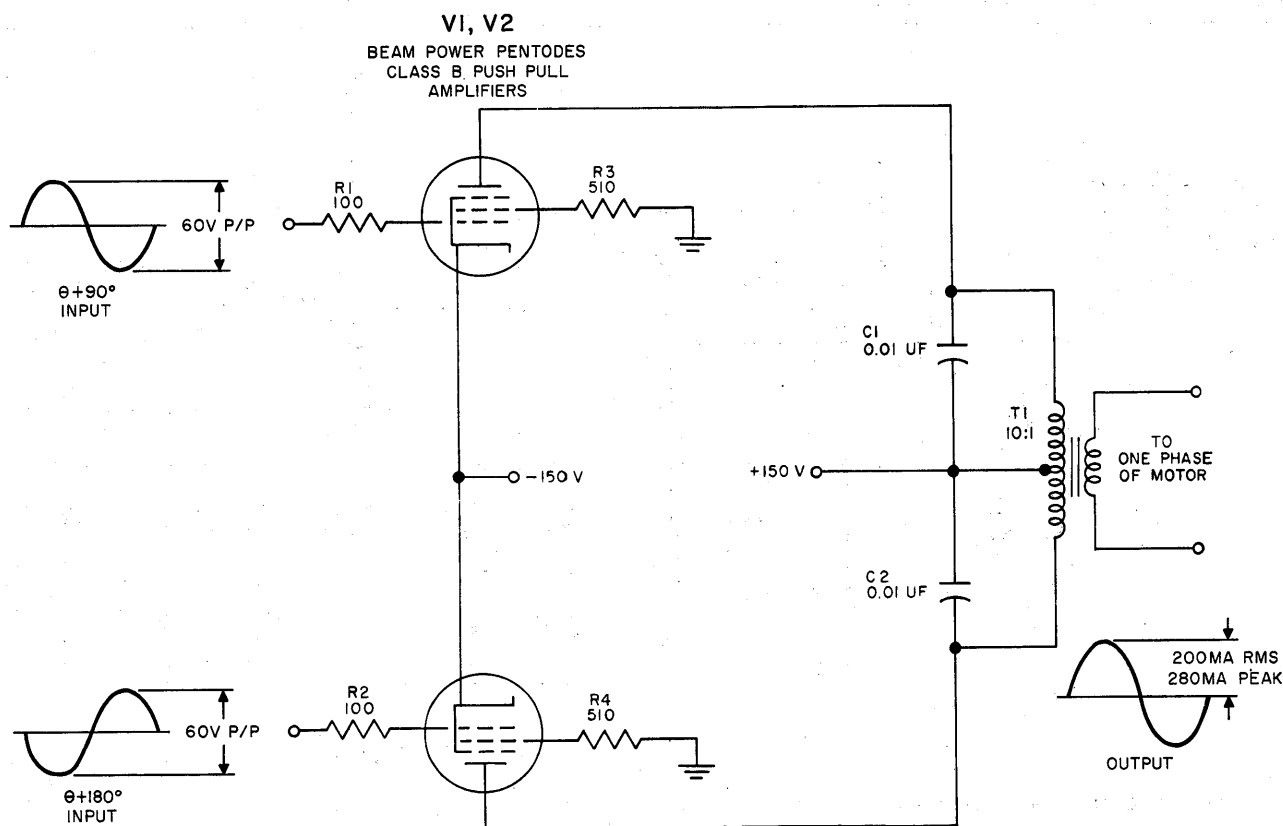 V1, V2
BEAM POWER PENTODES
CLASS B PUSH PULL
AMPLIFIERS
60V P/P
θ+90°
INPUT
R1
100
R3
510
C1
0.01 UF
T1
10:1
-150 V
+150 V
TO
ONE PHASE
OF MOTOR
C2
0.01 UF
200MA RMS
280MA PEAK
OUTPUT
60V P/P
θ+180°
INPUT
R2
100
R4
510